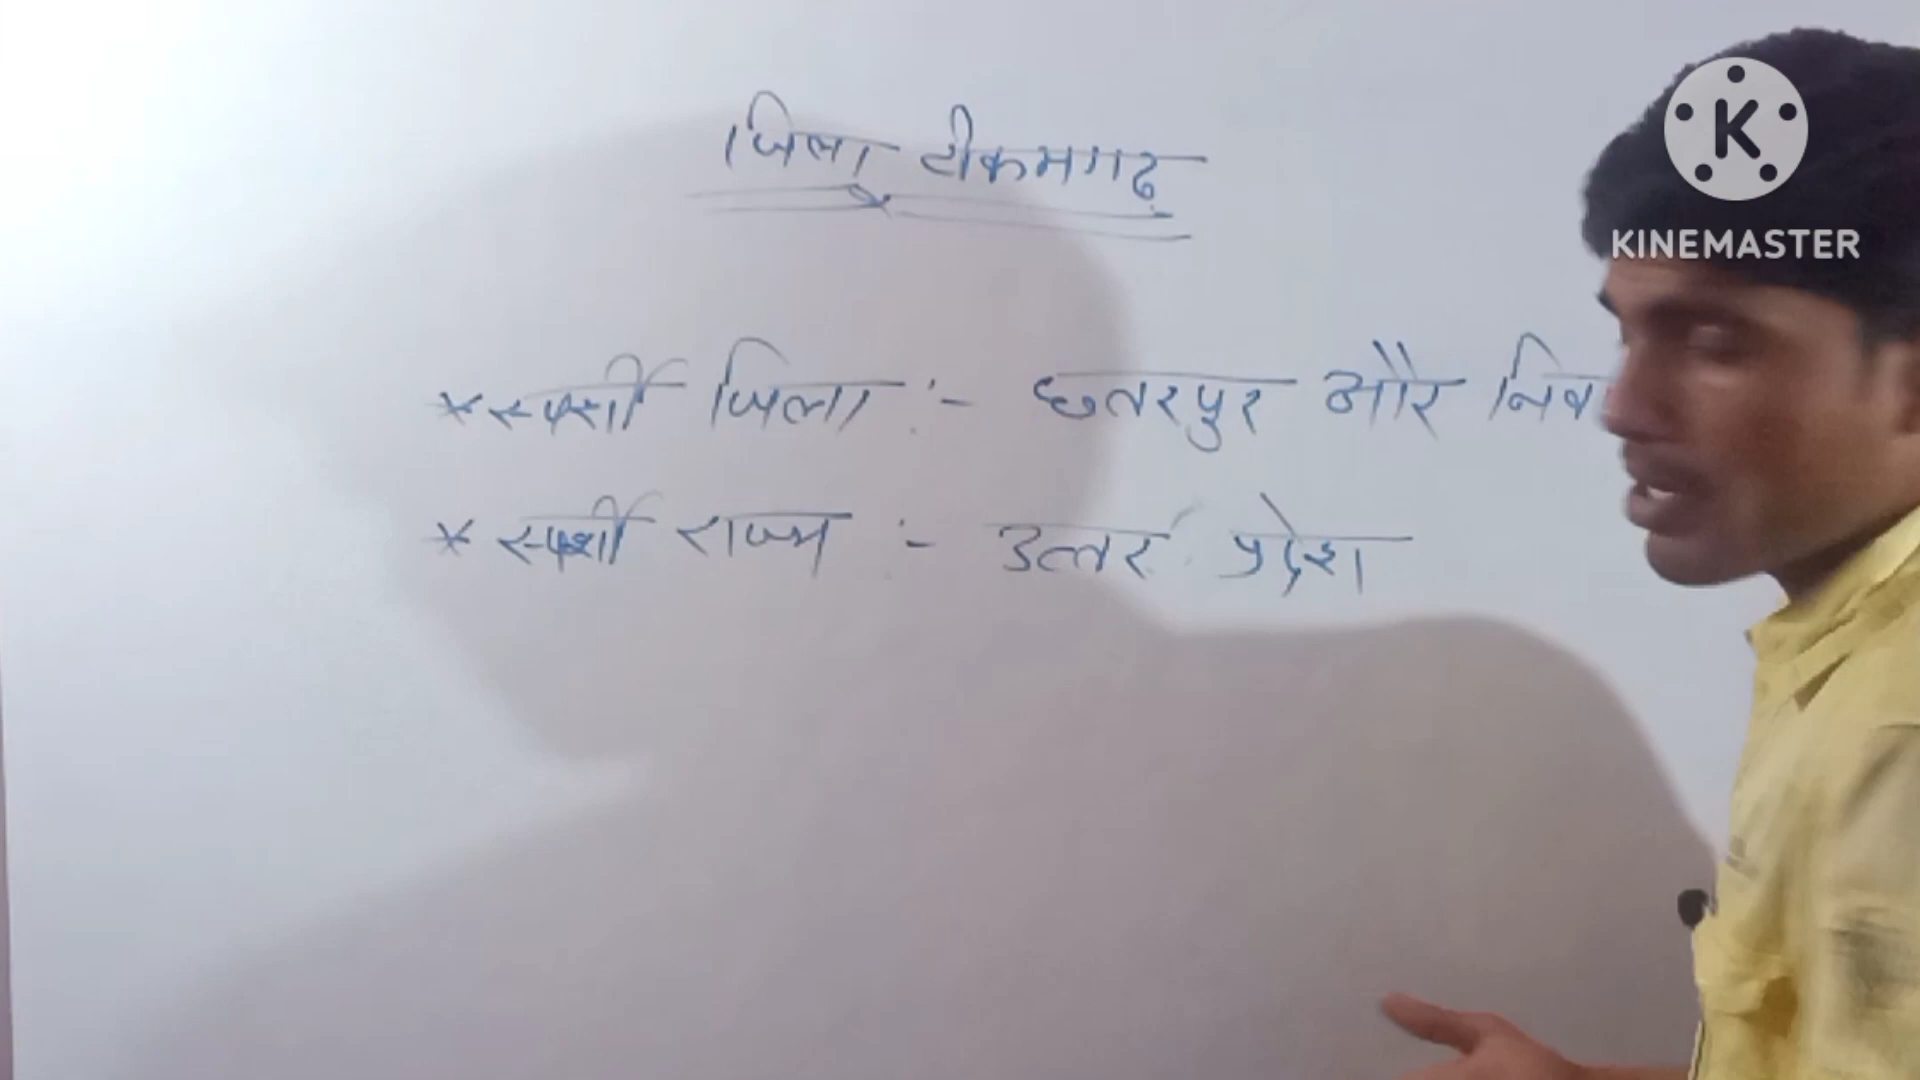 जिला टीकमगढ़
* स्पर्शी जिला :- छतरपुर और निव
* स्पर्शी राज्य :- उत्तर प्रदेश
K
KINEMASTER